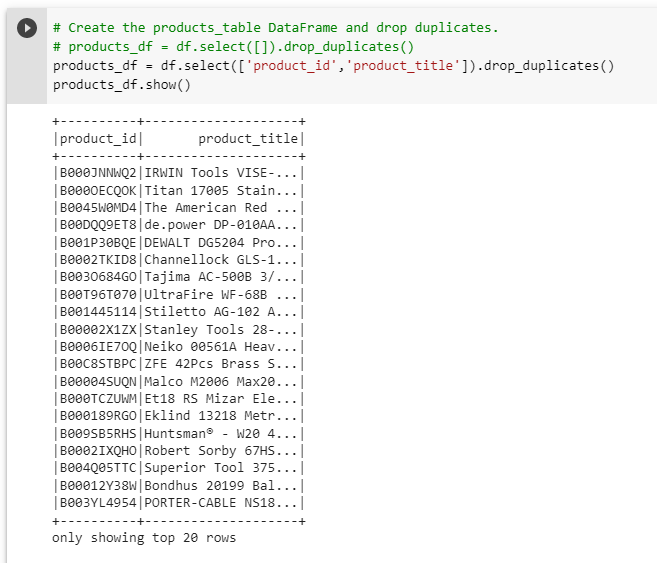 # Create the products_table DataFrame and drop duplicates.
# products_df = df.select([]).drop_duplicates()
products_df = df.select(['product_id','product_title']).drop_duplicates()
products_df.show()
+----------+--------------------+
|product_id|       product_title|
+----------+--------------------+
|B000JNNWQ2|IRWIN Tools VISE-...|
|B000OECQOK|Titan 17005 Stain...|
|B0045W0MD4|The American Red ...|
|B00DQQ9ET8|de.power DP-010AA...|
|B001P30BQE|DEWALT DG5204 Pro...|
|B0002TKID8|Channellock GLS-1...|
|B003O684GO|Tajima AC-500B 3/...|
|B00T96T070|UltraFire WF-68B ...|
|B001445114|Stiletto AG-102 A...|
|B00002X1ZX|Stanley Tools 28-...|
|B0006IE7OQ|Neiko 00561A Heav...|
|B00C8STBPC|ZFE 42Pcs Brass S...|
|B00004SUQN|Malco M2006 Max20...|
|B000TCZUWM|Et18 RS Mizar Ele...|
|B000189RGO|Eklind 13218 Metr...|
|B009SB5RHS|Huntsman® - W20 4...|
|B0002IXQHO|Robert Sorby 67HS...|
|B004Q05TTC|Superior Tool 375...|
|B00012Y38W|Bondhus 20199 Bal...|
|B003YL4954|PORTER-CABLE NS18...|
+----------+--------------------+
only showing top 20 rows